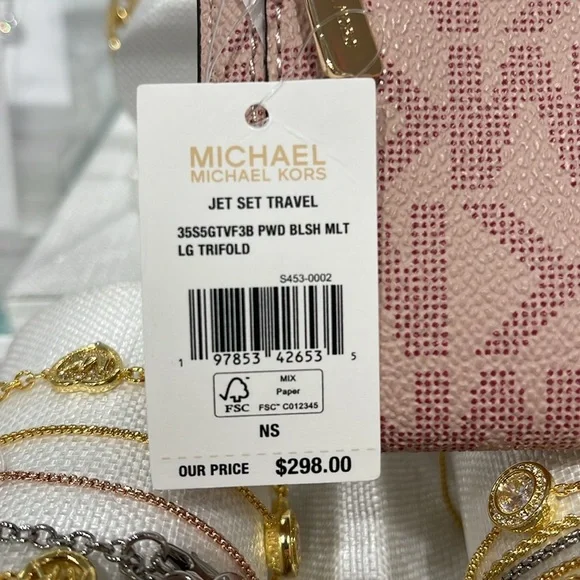 MICHAEL
MICHAEL KORS
JET SET TRAVEL
35S5GTVF3B PWD BLSH MLT
LG TRIFOLD
S453-0002
1 97853 42653 5
FSC
MIX
Paper
FSC™ C012345
NS
OUR PRICE $298.00